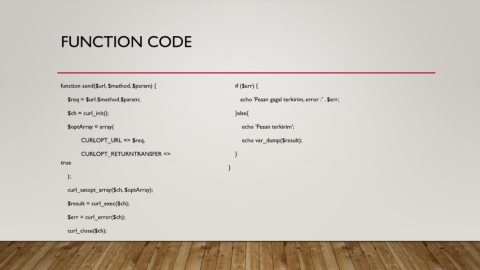 FUNCTION CODE
function send($url, $method, $param) {
$req = $url.$method.$param;
$ch = curl_init();
$optArray = array(
CURLOPT_URL => $req,
CURLOPT_RETURNTRANSFER =>
true
);
curl_setopt_array($ch, $optArray);
$result = curl_exec($ch);
$err = curl_error($ch);
curl_close($ch);
if ($err) {
echo 'Pesan gagal terkirim, error :' . $err;
}else{
echo 'Pesan terkirim';
echo var_dump($result);
}
}